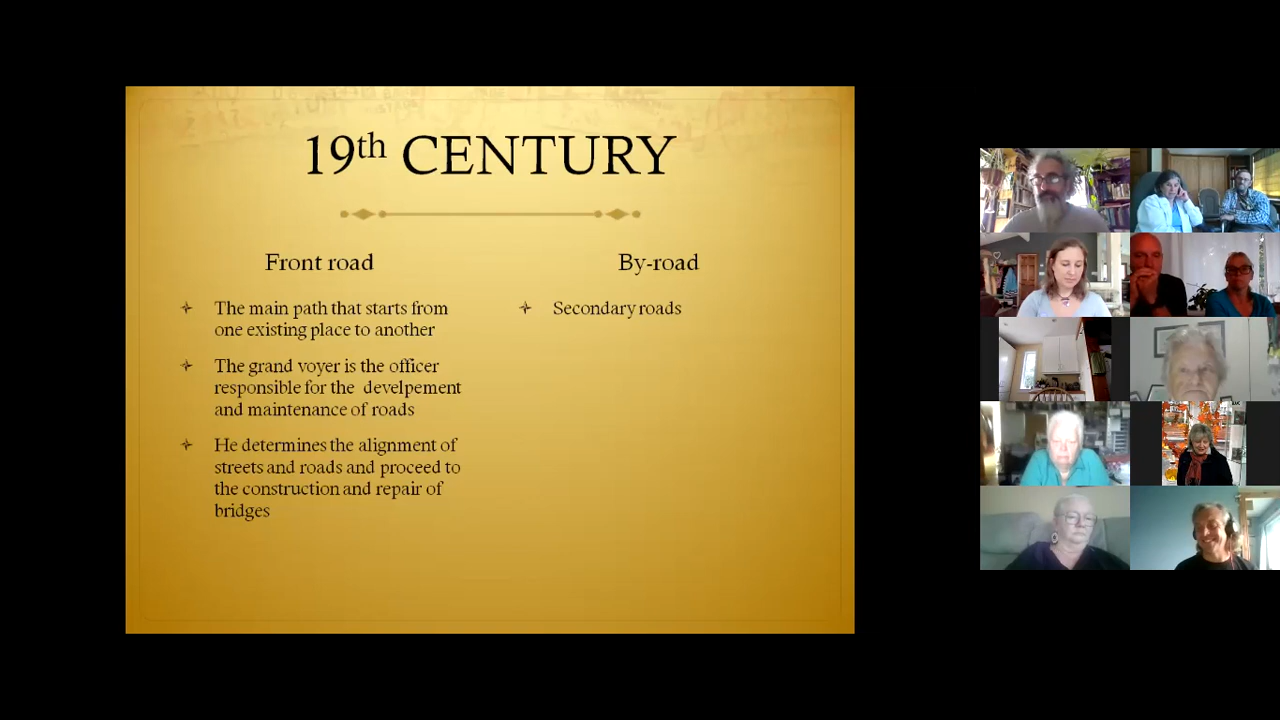 19th CENTURY
Front road
The main path that starts from
one existing place to another
The grand voyer is the officer
responsible for the develpement
and maintenance of roads
He determines the alignment of
streets and roads and proceed to
the construction and repair of
bridges
By-road
Secondary roads